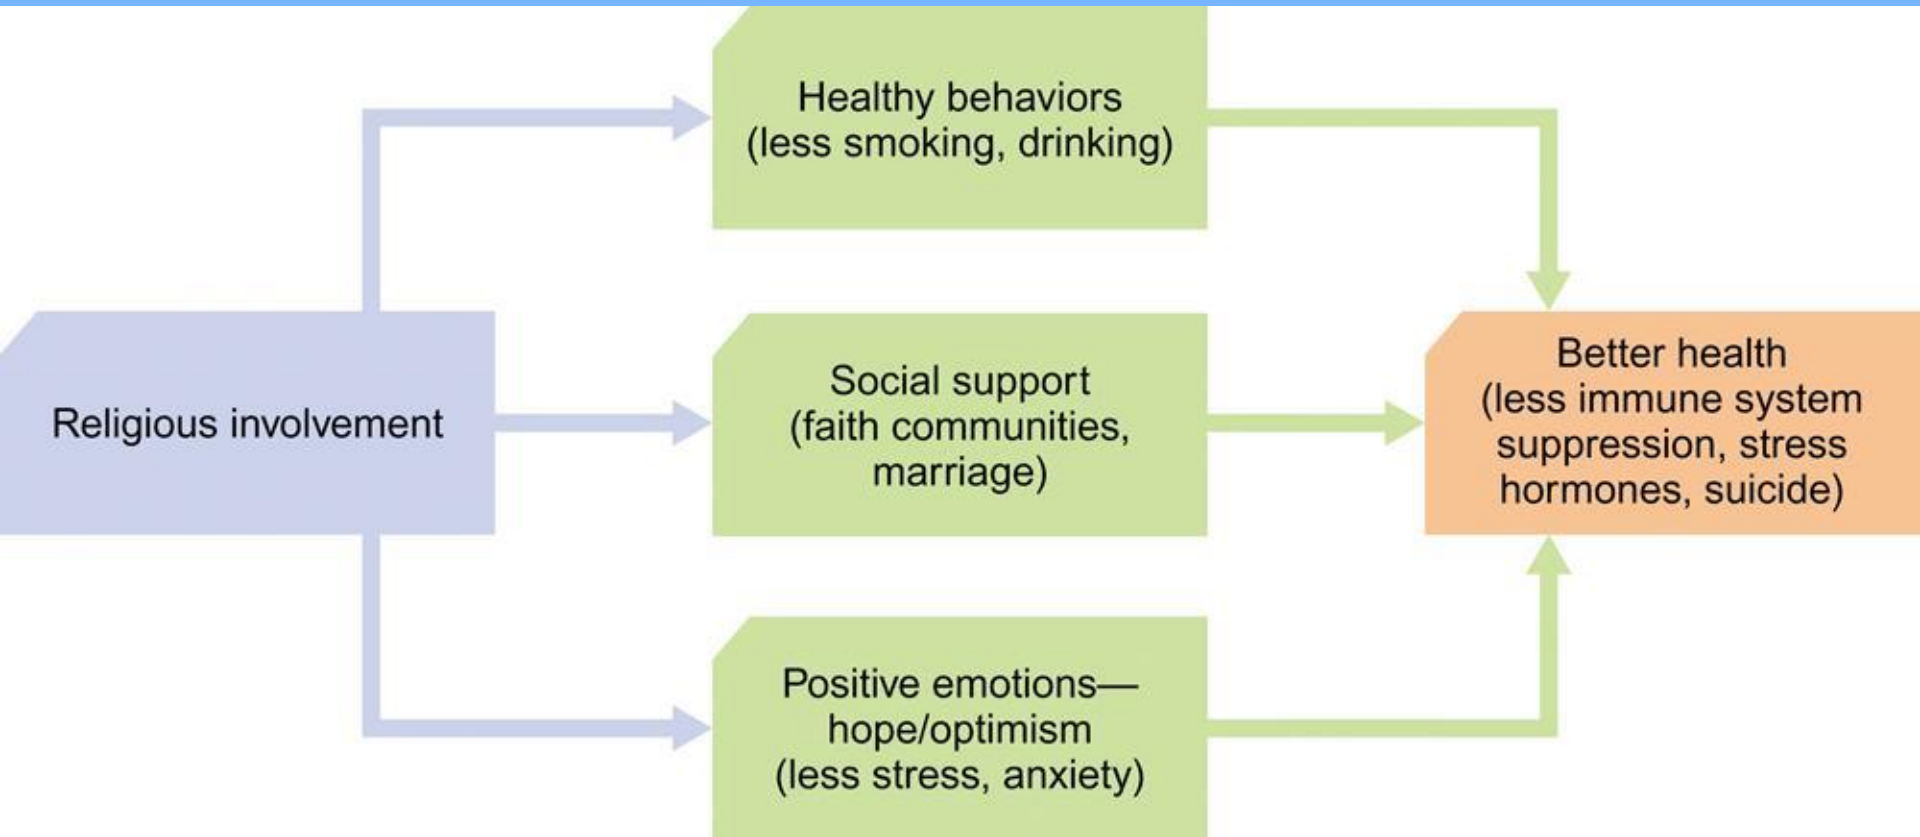 Healthy behaviors
(less smoking, drinking)
Religious involvement
Social support
(faith communities,
marriage)
Better health
(less immune system
suppression, stress
hormones, suicide)
Positive emotions—
hope/optimism
(less stress, anxiety)